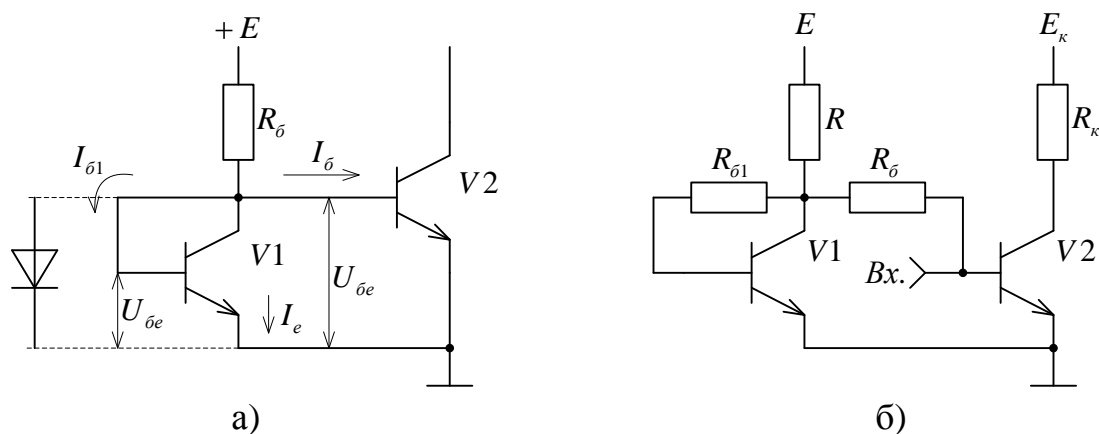 + E
R_б
I_б1
I_б
V2
V1
U_бе
U_бе
I_е
а)
E
E_к
R
R_к
R_б1
R_б
V1
V2
Вх.
б)